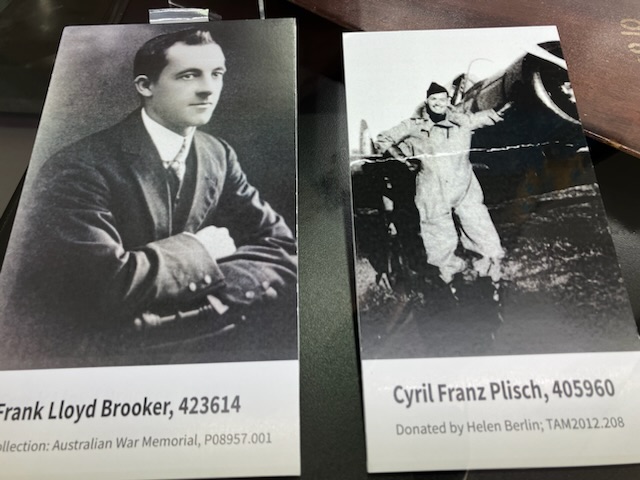 Frank Lloyd Brooker, 423614
ollection: Australian War Memorial, P08957.001
Cyril Franz Plisch, 405960
Donated by Helen Berlin; TAM2012.208